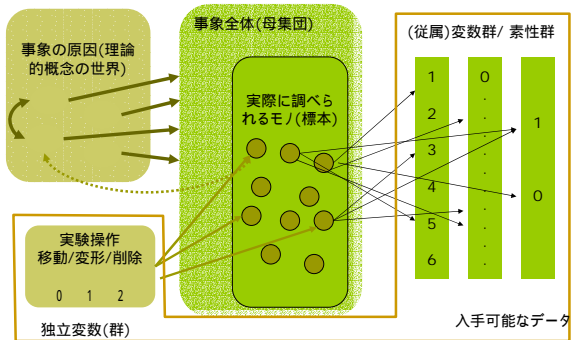 事象の原因(理論
的概念の世界)
事象全体(母集団)
実際に調べら
れるモノ(標本)
(従属)変数群/ 素性群
1
2
3
4
5
6
0
.
.
.
.
.
.
.
.
1
0
実験操作
移動/変形/削除
0 1 2
独立変数(群)
入手可能なデータ